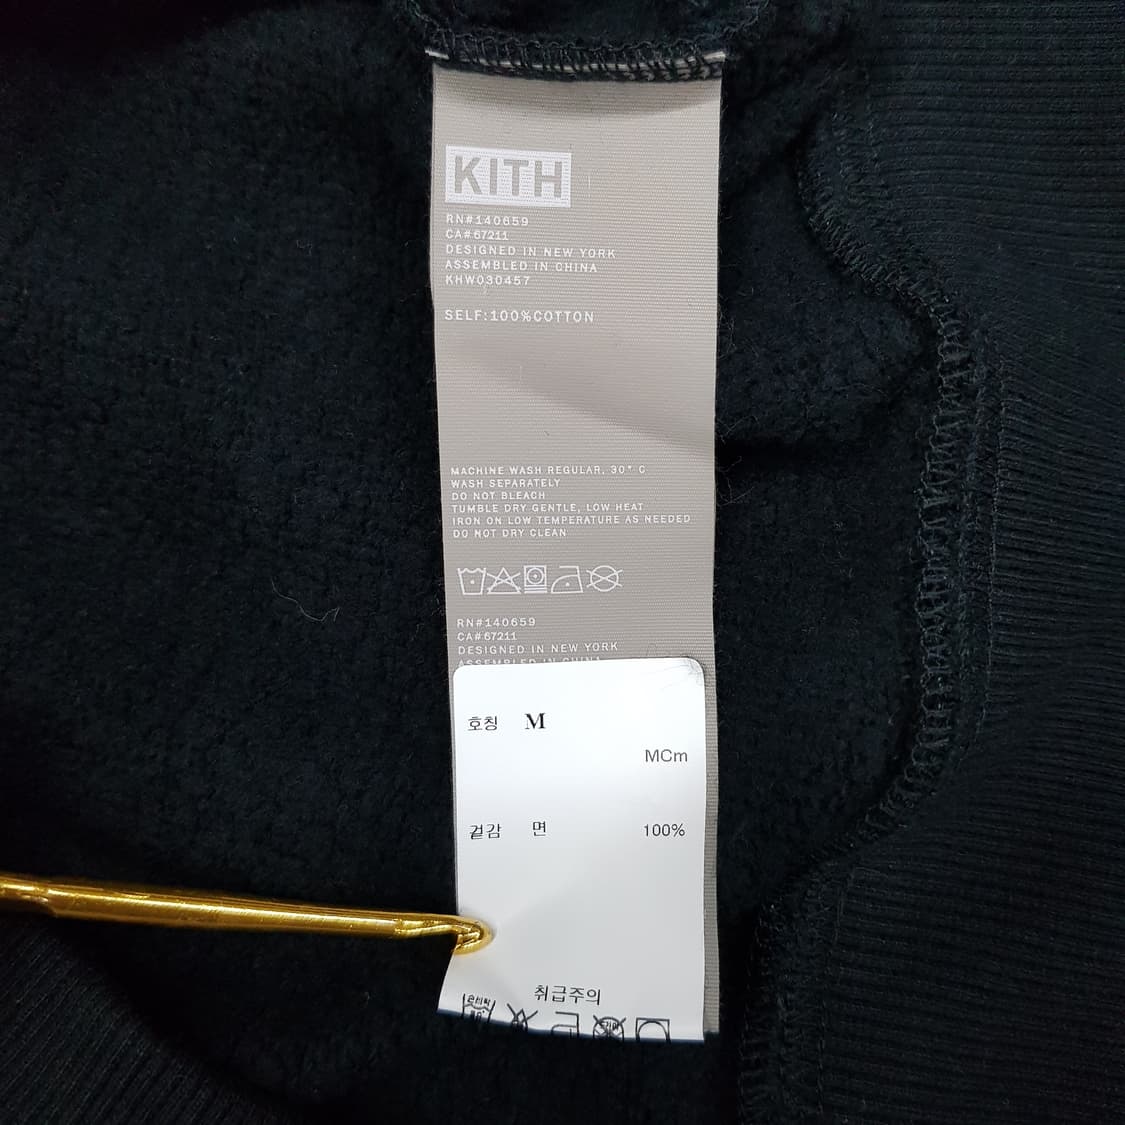 KITH
RN#140659
CA#67211
DESIGNED IN NEW YORK
ASSEMBLED IN CHINA
KHW030457
SELF:100%COTTON
MACHINE WASH REGULAR, 30° C
WASH SEPARATELY
DO NOT BLEACH
TUMBLE DRY GENTLE, LOW HEAT
IRON ON LOW TEMPERATURE AS NEEDED
DO NOT DRY CLEAN
RN#140659
CA#67211
DESIGNED IN NEW YORK
ASSEMBLED IN CHINA
호칭 M
MCm
겉감 면 100%
취급주의